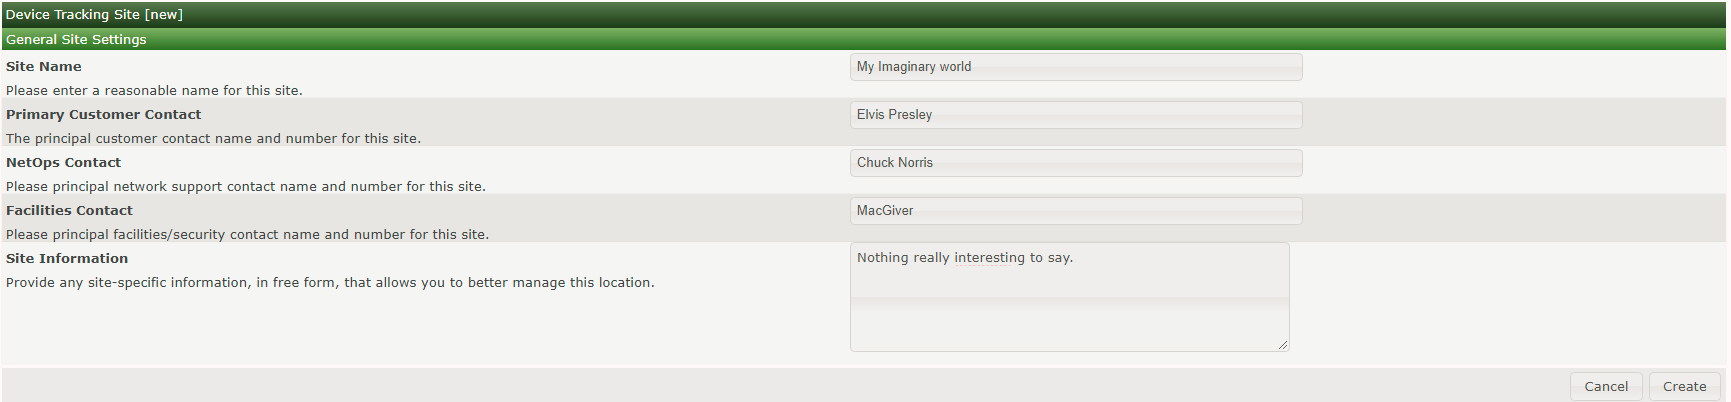 Device Tracking Site [new]
General Site Settings
Site Name
My Imaginary world
Please enter a reasonable name for this site.
Primary Customer Contact
Elvis Presley
The principal customer contact name and number for this site.
NetOps Contact
Chuck Norris
Please principal network support contact name and number for this site.
Facilities Contact
MacGiver
Please principal facilities/security contact name and number for this site.
Site Information
Nothing really interesting to say.
Provide any site-specific information, in free form, that allows you to better manage this location.
Cancel Create